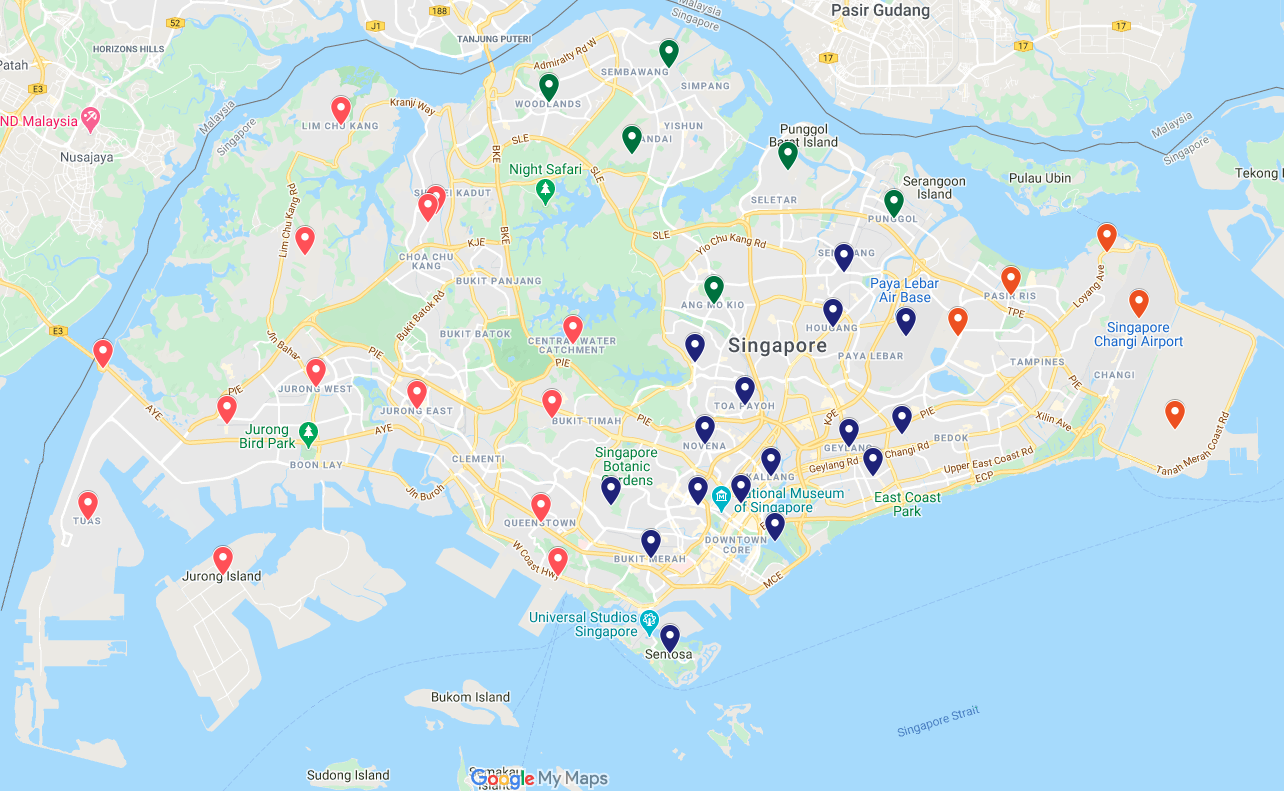 Pasir Gudang
Malaysia
Singapore
188
52
J1
TANJUNG PUTERI
HORIZONS HILLS
17
17
17
Patah
E3
Admiralty Rd W
SEMBAWANG
SIMPANG
WOODLANDS
Kranji Way
ND Malaysia
Malaysia
Singapore
LIM CHU KANG
SLE
YISHUN
Punggol
Barat Island
Malaysia
Singapore
Nusajaya
BKE
Night Safari
SLE
Pulau Ubin
Tekong
Serangoon
Island
SELETAR
PUNGGOL
Lim Chu Kang Rd
KJE
BKE
SLE
Yio Chu Kang Rd
CHOA CHU
KANG
BUKIT PANJANG
Paya Lebar
Air Base
Loyang Ave
PASIR RIS
TPE
ANG MO KIO
Bukit Batok Rd
E3
Jln Bahar
BUKIT BATOK
CENTRAL WATER
CATCHMENT
HOUGANG
Singapore
Singapore
Changi Airport
PIE
PIE
PAYA LEBAR
TAMPINES
CHANGI
JURONG WEST
PIE
PIE
AYE
JURONG EAST
TOA PAYOH
KPE
PIE
Xilin Ave
BUKIT TIMAH
PIE
Jurong
Bird Park
AYE
NOVENA
GEYLANG
Changi Rd
BEDOK
Tanah Merah Coast Rd
BOON LAY
CLEMENTI
Singapore
Botanic
Gardens
Geylang Rd
Upper East Coast Rd
ECP
KALLANG
Jln Buroh
National Museum
of Singapore
East Coast
Park
TUAS
QUEENSTOWN
DOWNTOWN
CORE
W Coast Hwy
BUKIT MERAH
Jurong Island
MCE
Universal Studios
Singapore
Sentosa
Bukom Island
Singapore Strait
Sudong Island
Google My Maps